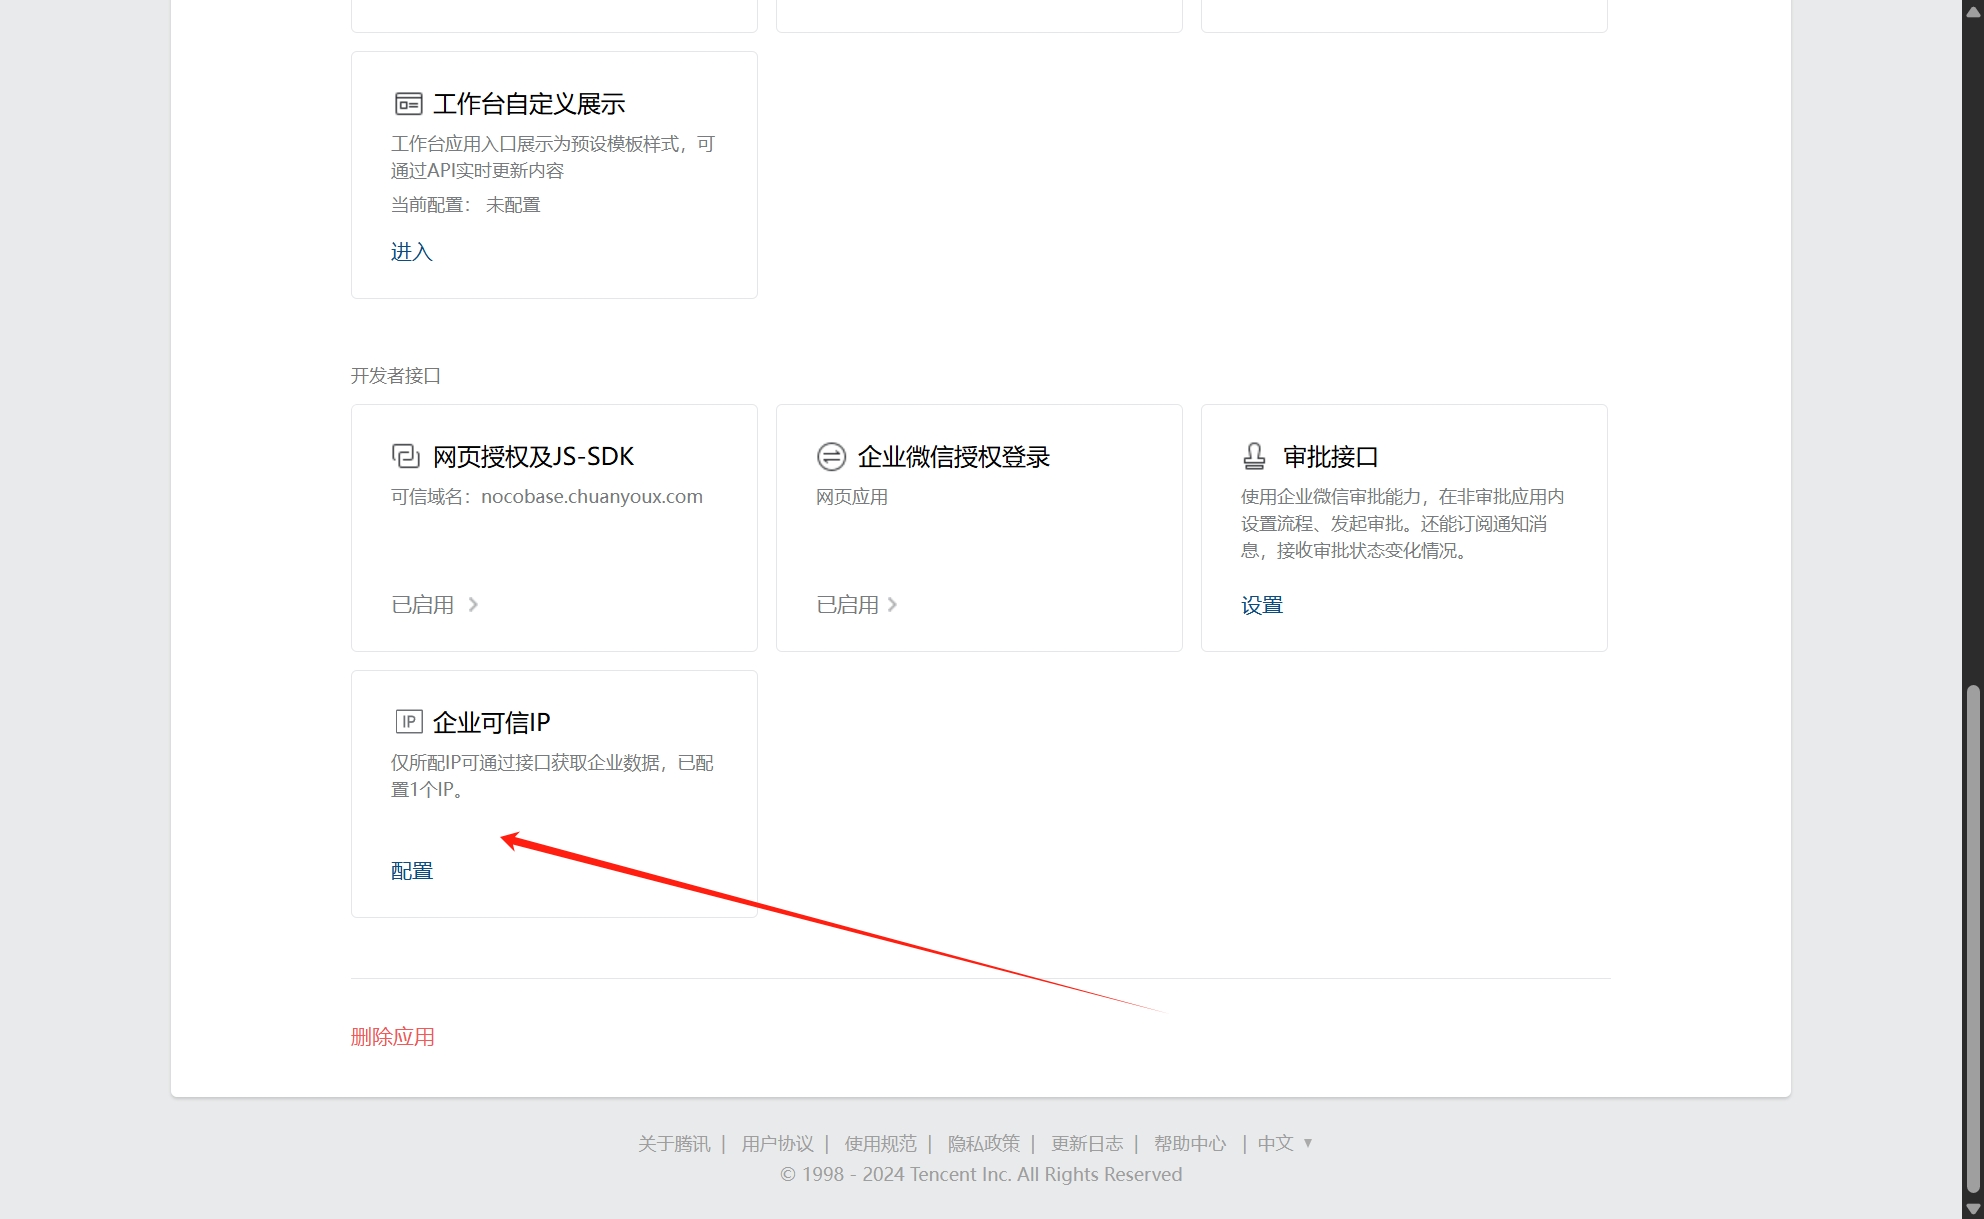 工作台自定义展示
工作台应用入口展示为预设模板样式，可
通过API实时更新内容
当前配置： 未配置
进入
开发者接口
网页授权及JS-SDK
可信域名：nocobase.chuanyoux.com
已启用
企业微信授权登录
网页应用
已启用
审批接口
使用企业微信审批能力，在非审批应用内
设置流程、发起审批。还能订阅通知消
息，接收审批状态变化情况。
设置
IP 企业可信IP
仅所配IP可通过接口获取企业数据，已配
置1个IP。
配置
删除应用
关于腾讯 | 用户协议 | 使用规范 | 隐私政策 | 更新日志 | 帮助中心 | 中文 ▼
© 1998 - 2024 Tencent Inc. All Rights Reserved